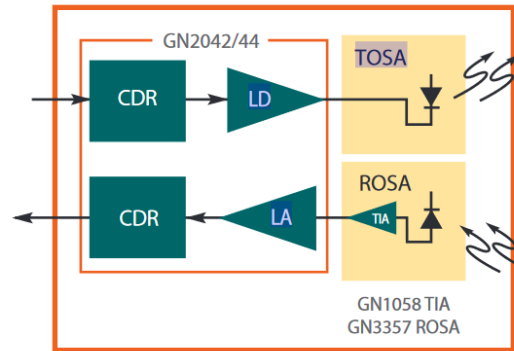 GN2042/44
CDR
LD
TOSA
CDR
LA
TIA
ROSA
GN1058 TIA
GN3357 ROSA